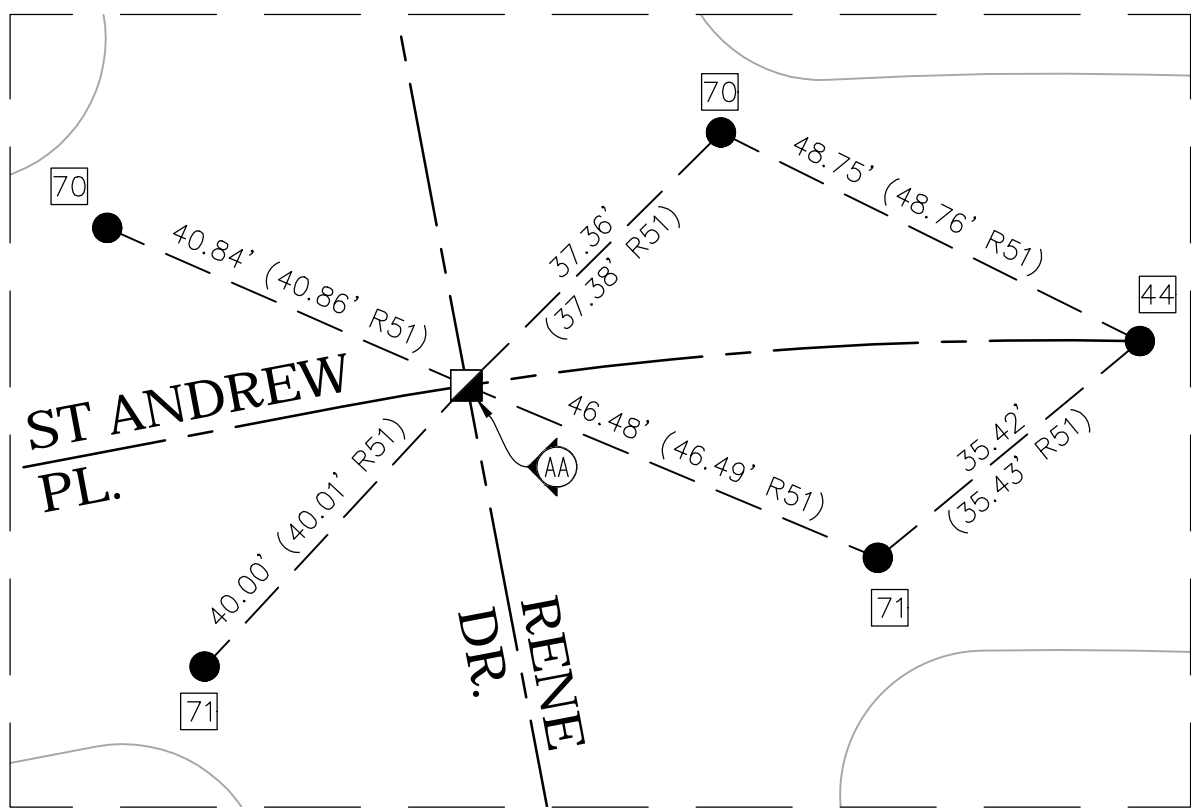 70
48.75' (48.76' R51)
70
37.36'
(37.38' R51)
40.84' (40.86' R51)
44
ST ANDREW
PL.
46.48' (46.49' R51)
35.42'
(35.43' R51)
40.00' (40.01' R51)
AA
71
RENE
DR.
71